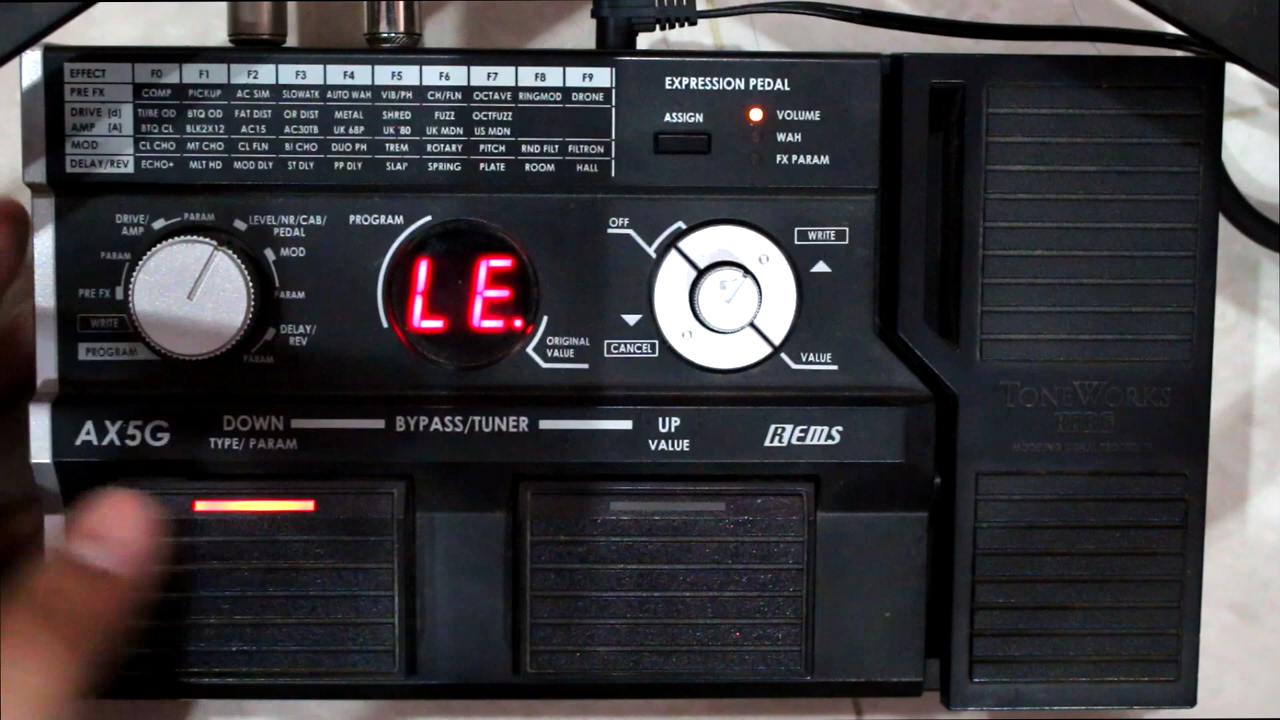 EFFECT F0 F1 F2 F3 F4 F5 F6 F7 F8 F9
PRE FX COMP PICKUP AC SIM SLOWATK AUTO WAH VIB/PH CH/FLN OCTAVE RINGMOD DRONE
DRIVE [d] TUBE OD BTQ OD FAT DIST OR DIST METAL SHRED FUZZ OCTFUZZ
AMP [A] BTQ CL BLK2X12 AC15 AC30TB UK 68P UK '80 UK MDN US MDN
MOD CL CHO MT CHO CL FLN BI CHO DUO PH TREM ROTARY PITCH RND FILT FILTRON
DELAY/REV ECHO+ MLT HD MOD DLY ST DLY PP DLY SLAP SPRING PLATE ROOM HALL
EXPRESSION PEDAL
ASSIGN
VOLUME
WAH
FX PARAM
DRIVE/
AMP
PARAM
LEVEL/NR/CAB/
PEDAL
PARAM
MOD
PRE FX
PARAM
WRITE
DELAY/
REV
PROGRAM
PARAM
PROGRAM
LE.
ORIGINAL
VALUE
OFF
WRITE
CANCEL
VALUE
AX5G
DOWN
TYPE/ PARAM
BYPASS/TUNER
UP
VALUE
REMS
TONEWORKS